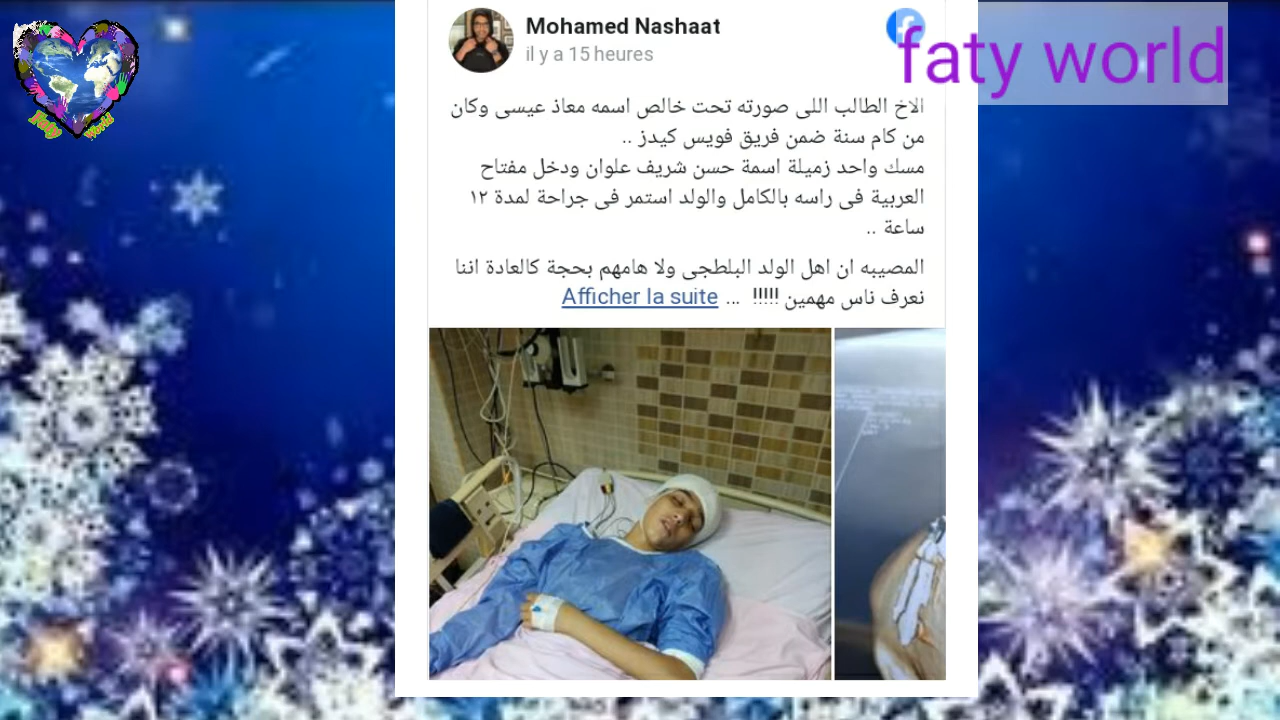 Mohamed Nashaat
il y a 15 heures
faty world
الاخ الطالب اللى صورته تحت خالص اسمه معاذ عيسى وكان
من كام سنة ضمن فريق فويس كيدز ..
مسك واحد زميلة اسمة حسن شريف علوان ودخل مفتاح
العربية فى راسه بالكامل والولد استمر فى جراحة لمدة ١٢
ساعة ..
المصيبه ان اهل الولد البلطجى ولا هامهم بحجة كالعادة اننا
نعرف ناس مهمين !!!!! ... Afficher la suite
Faty
World